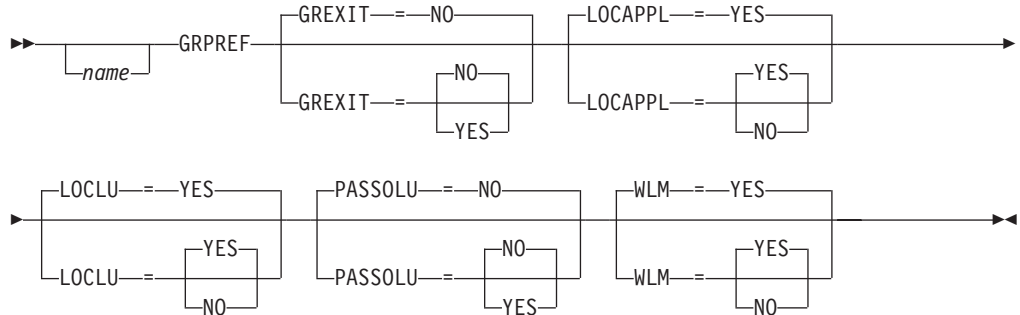 GREXIT = NO LOCAPPL = YES
name GRPREF
NO YES
GREXIT = LOCAPPL =
YES NO
LOCLU = YES PASSOLU = NO WLM = YES
YES NO YES
LOCLU = PASSOLU = WLM =
NO YES NO